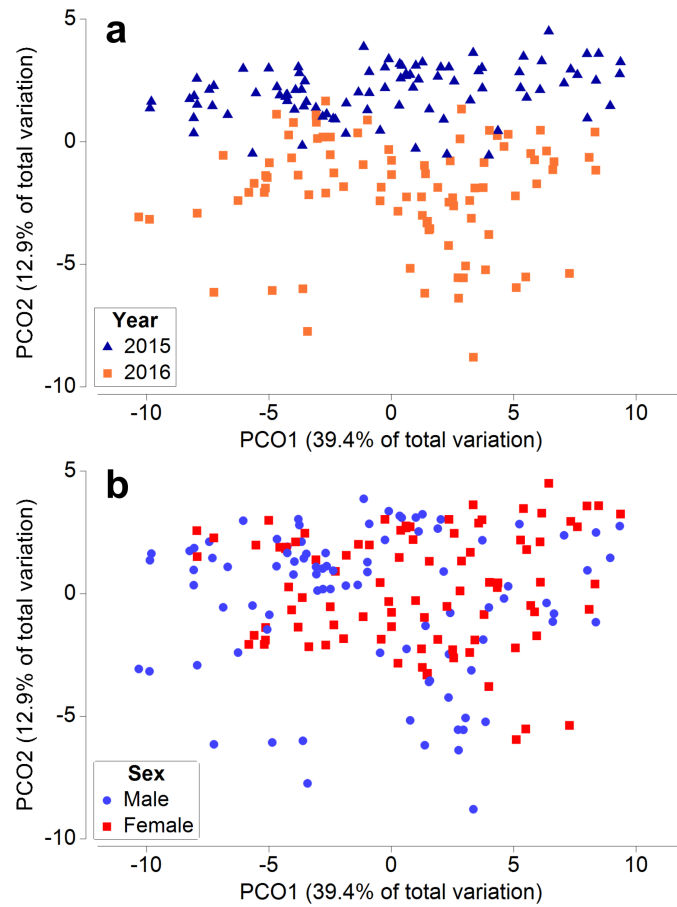 a
5
0
-5
-10
PCO2 (12.9% of total variation)
Year
2015
2016
-10 -5 0 5 10
PCO1 (39.4% of total variation)
b
5
0
-5
-10
PCO2 (12.9% of total variation)
Sex
Male
Female
-10 -5 0 5 10
PCO1 (39.4% of total variation)